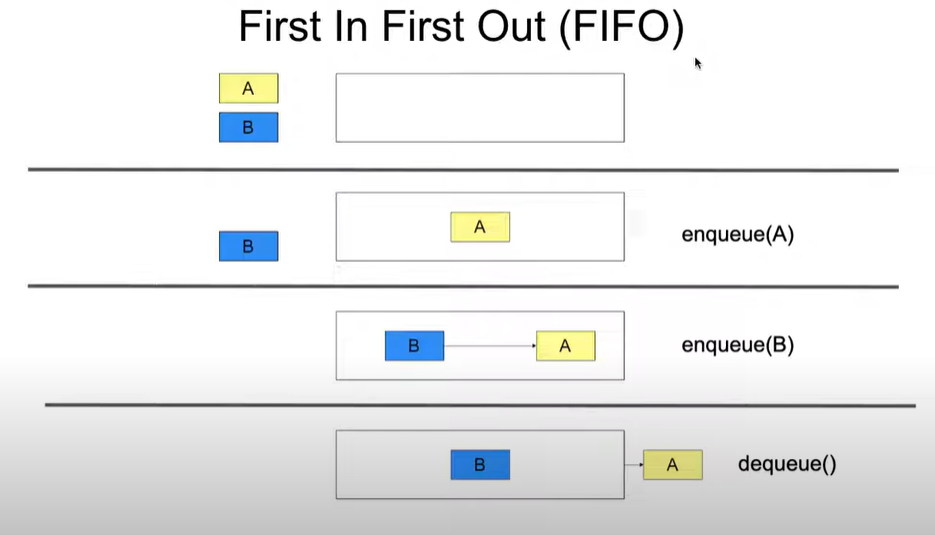 First In First Out (FIFO)
A
B
A
B
enqueue(A)
B
A
enqueue(B)
B
A
dequeue()